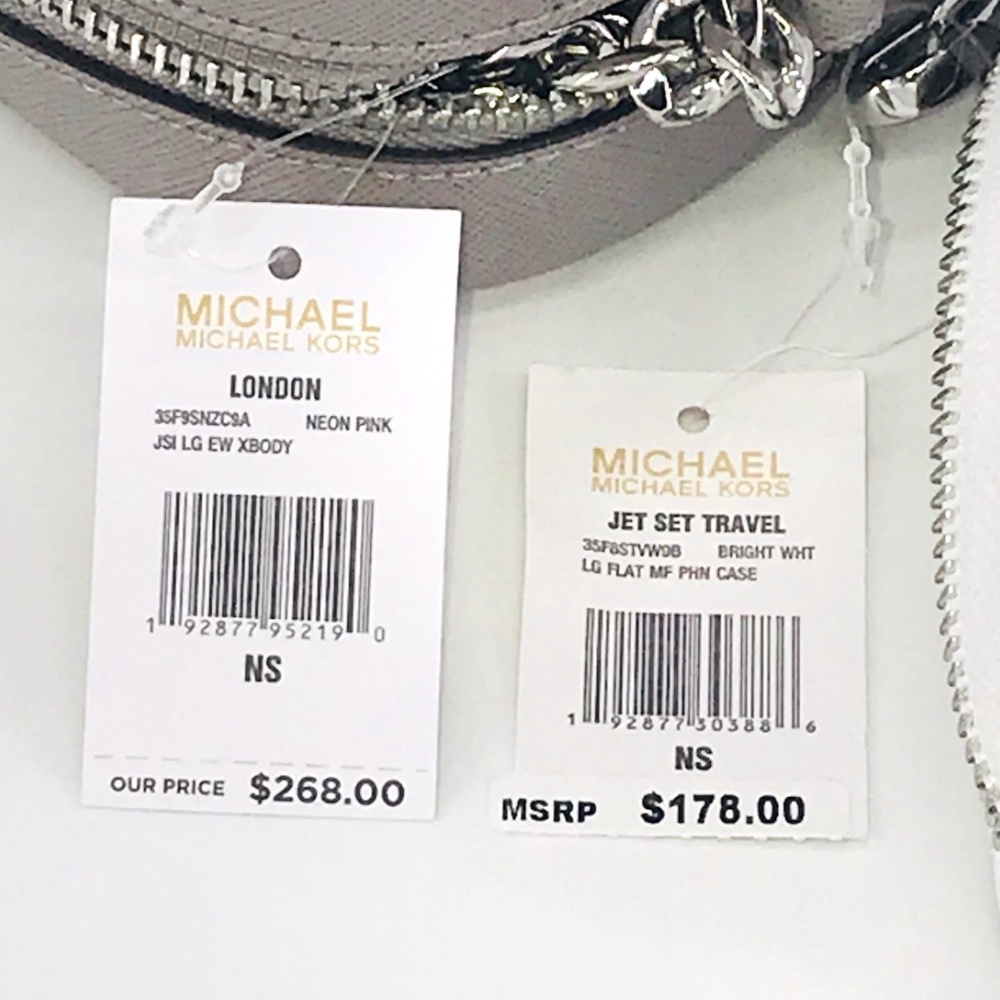 MICHAEL
MICHAEL KORS
LONDON
35F9SNZC9A NEON PINK
JSI LG EW XBODY
1 92877 95219 0
NS
OUR PRICE $268.00
MICHAEL
MICHAEL KORS
JET SET TRAVEL
35F8STVW9B BRIGHT WHT
LG FLAT MF PHN CASE
1 92877 30388 6
NS
MSRP $178.00